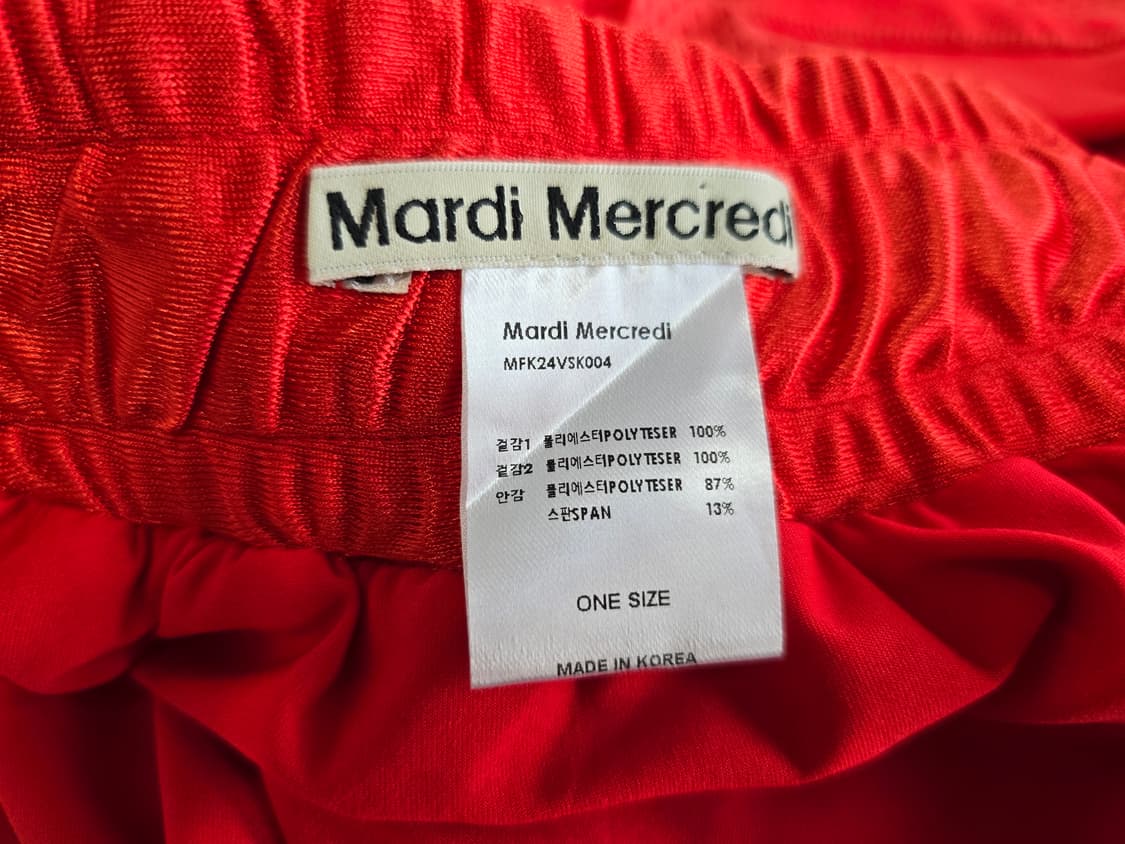 Mardi Mercredi
Mardi Mercredi
MFK24VSK004
겉감1 폴리에스터POLYTESER 100%
겉감2 폴리에스터POLYTESER 100%
안감 폴리에스터POLYTESER 87%
스판SPAN 13%
ONE SIZE
MADE IN KOREA